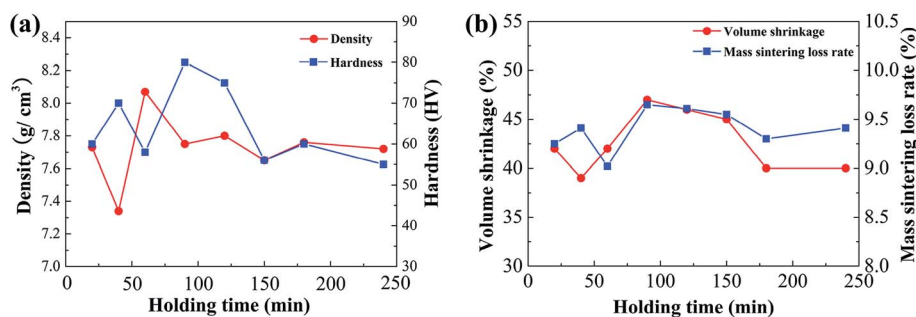 (a)
8.4
8.2
8.0
7.8
7.6
7.4
7.2
7.0
Density (g/ cm³)
90
80
70
60
50
40
30
Hardness (HV)
Density
Hardness
0 50 100 150 200 250
Holding time (min)
(b)
55
50
45
40
35
30
Volume shrinkage (%)
10.5
10.0
9.5
9.0
8.5
8.0
Mass sintering loss rate (%)
Volume shrinkage
Mass sintering loss rate
0 50 100 150 200 250
Holding time (min)